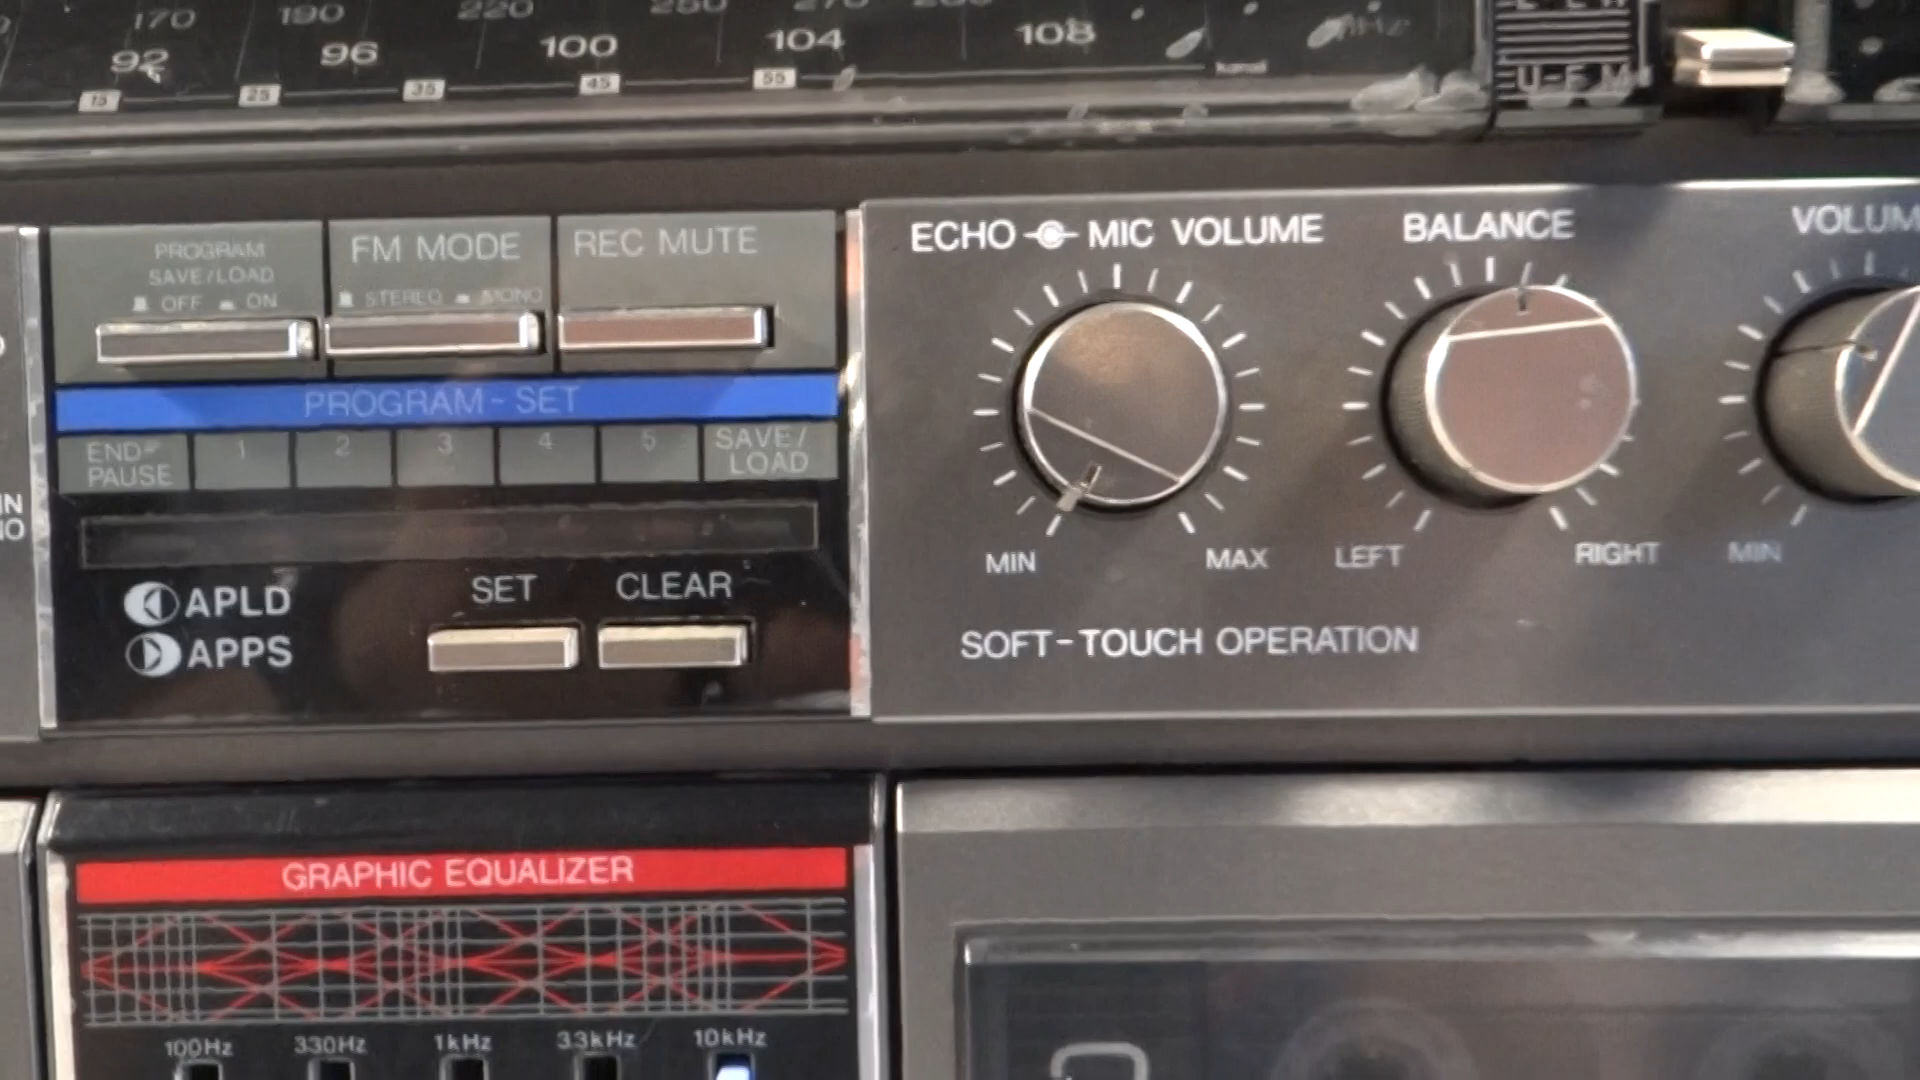 170 190 220 250 270
92 96 100 104 108 MHz
15 25 35 45 55 kanal
PROGRAM
SAVE/LOAD
OFF ON
FM MODE
STEREO MONO
REC MUTE
PROGRAM-SET
END
PAUSE
1 2 3 4 5
SAVE/
LOAD
APLD
APPS
SET CLEAR
ECHO MIC VOLUME
MIN MAX
BALANCE
LEFT RIGHT
VOLUM
MIN
SOFT-TOUCH OPERATION
GRAPHIC EQUALIZER
100Hz 330Hz 1kHz 3.3kHz 10kHz